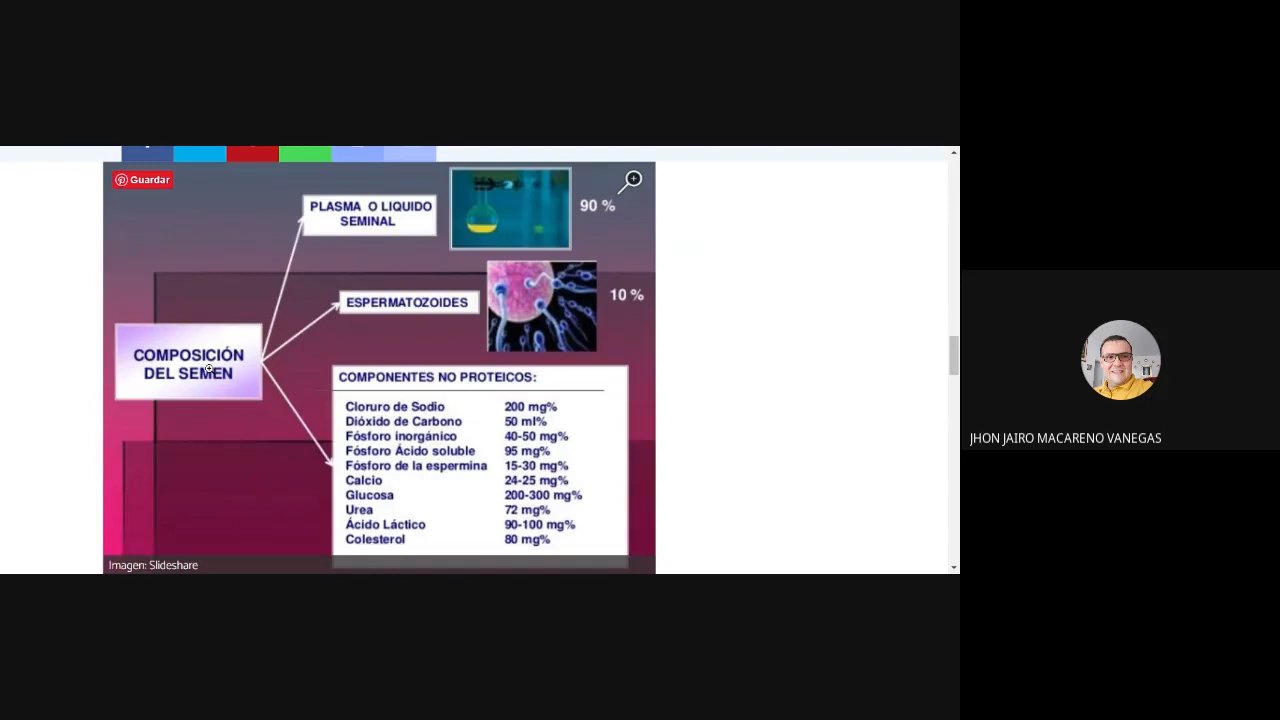 Guardar
PLASMA O LIQUIDO
SEMINAL
90 %
ESPERMATOZOIDES
10 %
COMPOSICIÓN
DEL SEMEN
COMPONENTES NO PROTEICOS:
Cloruro de Sodio 200 mg%
Dióxido de Carbono 50 ml%
Fósforo inorgánico 40-50 mg%
Fósforo Ácido soluble 95 mg%
Fósforo de la espermina 15-30 mg%
Calcio 24-25 mg%
Glucosa 200-300 mg%
Urea 72 mg%
Ácido Láctico 90-100 mg%
Colesterol 80 mg%
Imagen: Slideshare
JHON JAIRO MACARENO VANEGAS